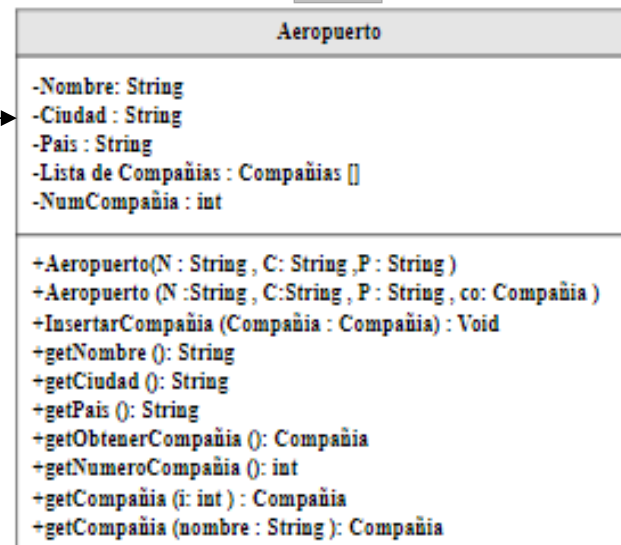 Aeropuerto
-Nombre: String
-Ciudad : String
-Pais : String
-Lista de Compañias : Compañias []
-NumCompañia : int
+Aeropuerto(N : String , C: String ,P : String )
+Aeropuerto (N :String , C:String , P : String , co: Compañia )
+InsertarCompañia (Compañia : Compañia) : Void
+getNombre (): String
+getCiudad (): String
+getPais (): String
+getObtenerCompañia (): Compañia
+getNumeroCompañia (): int
+getCompañia (i: int ) : Compañia
+getCompañia (nombre : String ): Compañia